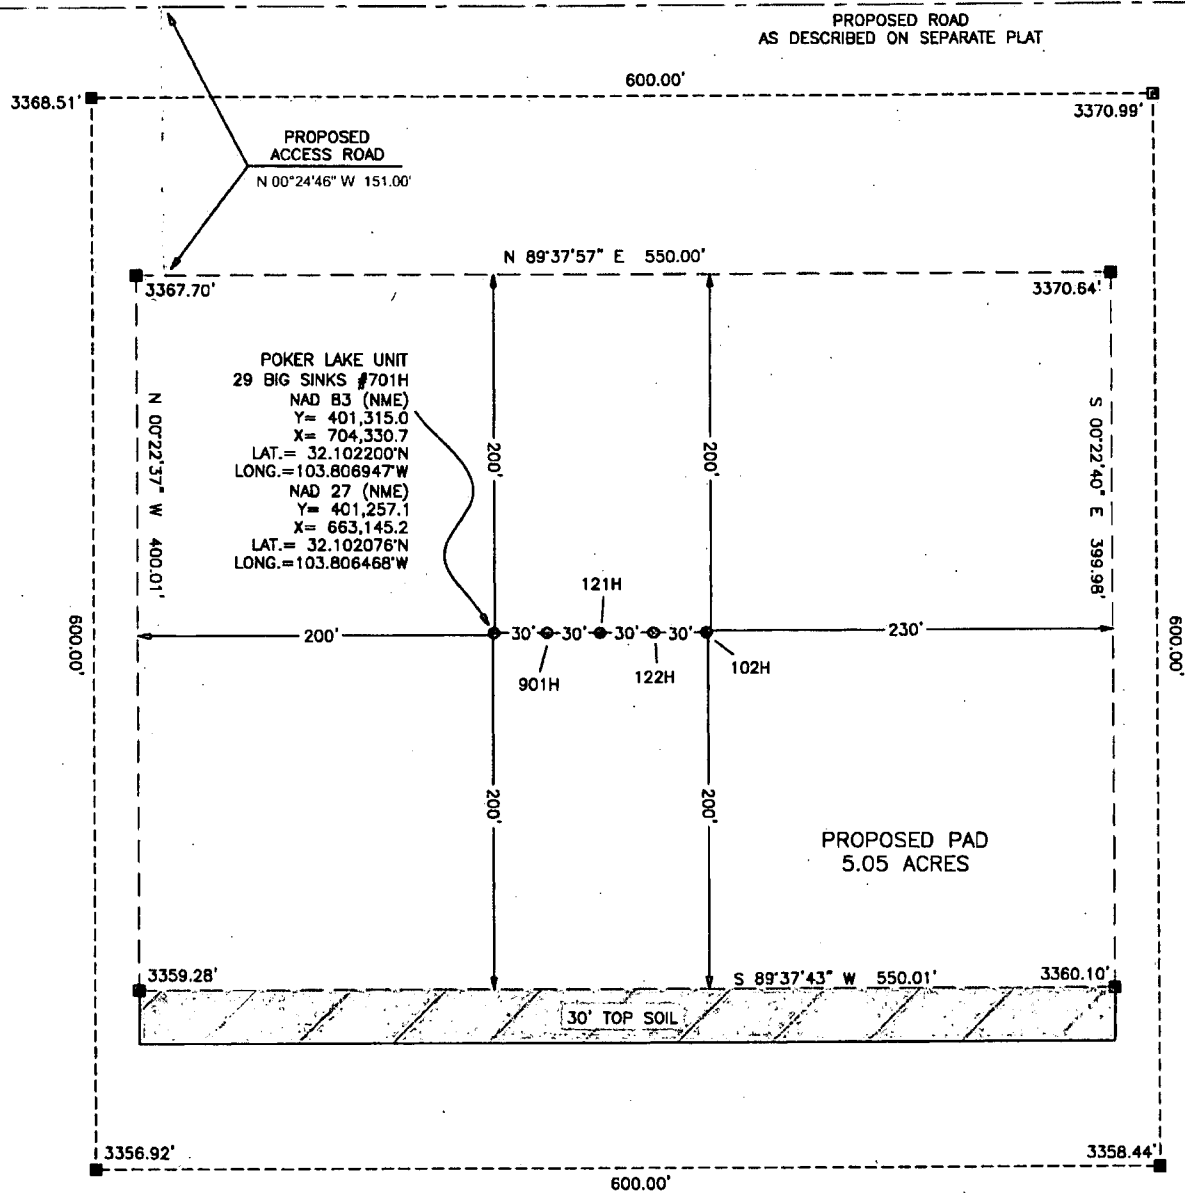 PROPOSED ROAD
AS DESCRIBED ON SEPARATE PLAT
600.00'
3368.51'
3370.99'
PROPOSED
ACCESS ROAD
N 00°24'46" W 151.00'
N 89°37'57" E 550.00'
3367.70'
3370.64'
POKER LAKE UNIT
29 BIG SINKS #701H
NAD 83 (NME)
Y= 401,315.0
X= 704,330.7
LAT.= 32.102200°N
LONG.=103.806947°W
NAD 27 (NME)
Y= 401,257.1
X= 663,145.2
LAT.= 32.102076°N
LONG.=103.806468°W
N 00°22'37" W 400.01'
S 00°22'40" E 399.98'
200'
200'
121H
600.00'
200'
30'
30'
30'
30'
230'
600.00'
901H
122H
102H
200'
200'
PROPOSED PAD
5.05 ACRES
3359.28'
S 89°37'43" W 550.01'
3360.10'
30' TOP SOIL
3356.92'
3358.44'
600.00'